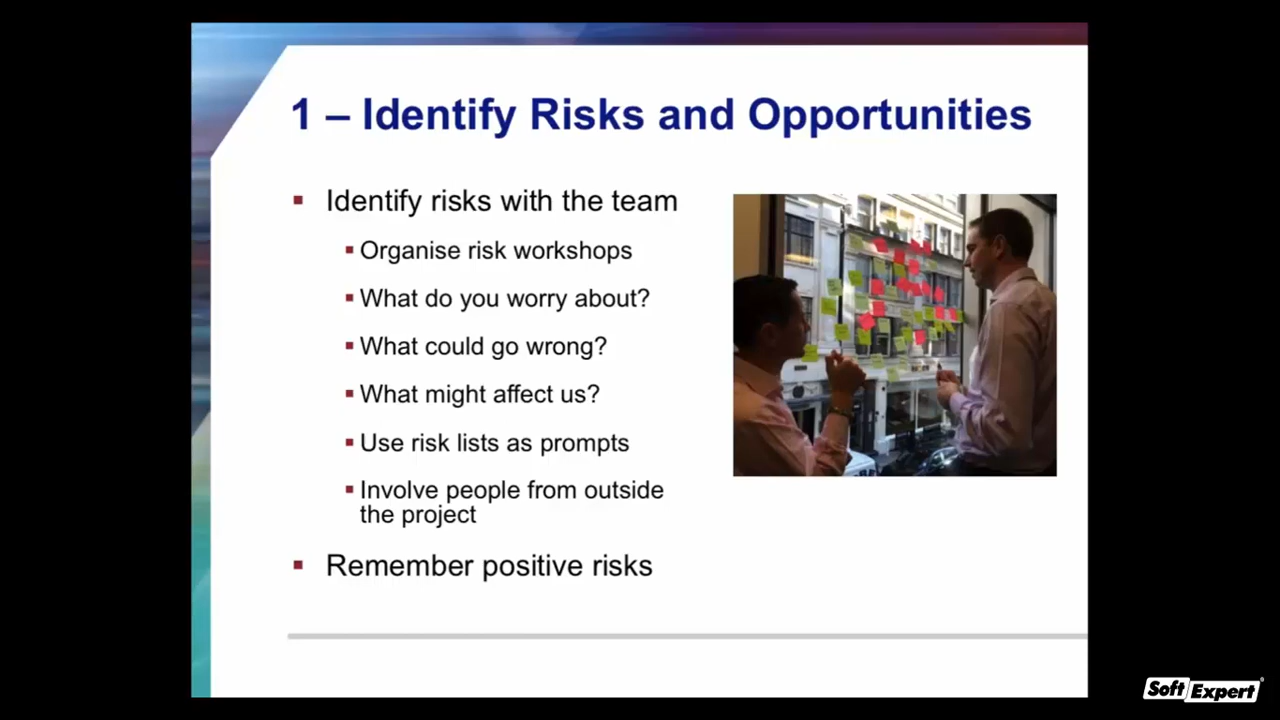 1 – Identify Risks and Opportunities
Identify risks with the team
Organise risk workshops
What do you worry about?
What could go wrong?
What might affect us?
Use risk lists as prompts
Involve people from outside
the project
Remember positive risks
Soft Expert®